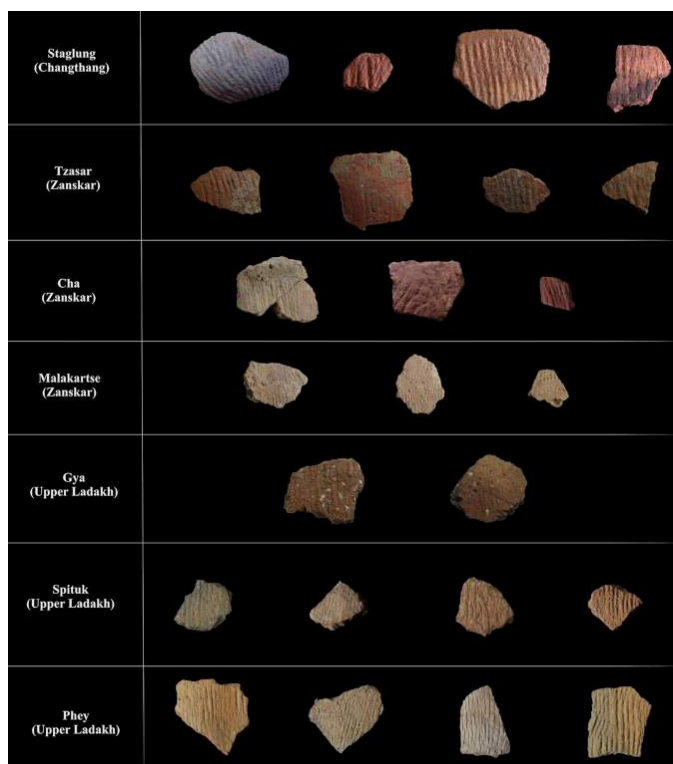 Staglung
(Changthang)
Tzasar
(Zanskar)
Cha
(Zanskar)
Malakartse
(Zanskar)
Gya
(Upper Ladakh)
Spituk
(Upper Ladakh)
Phey
(Upper Ladakh)